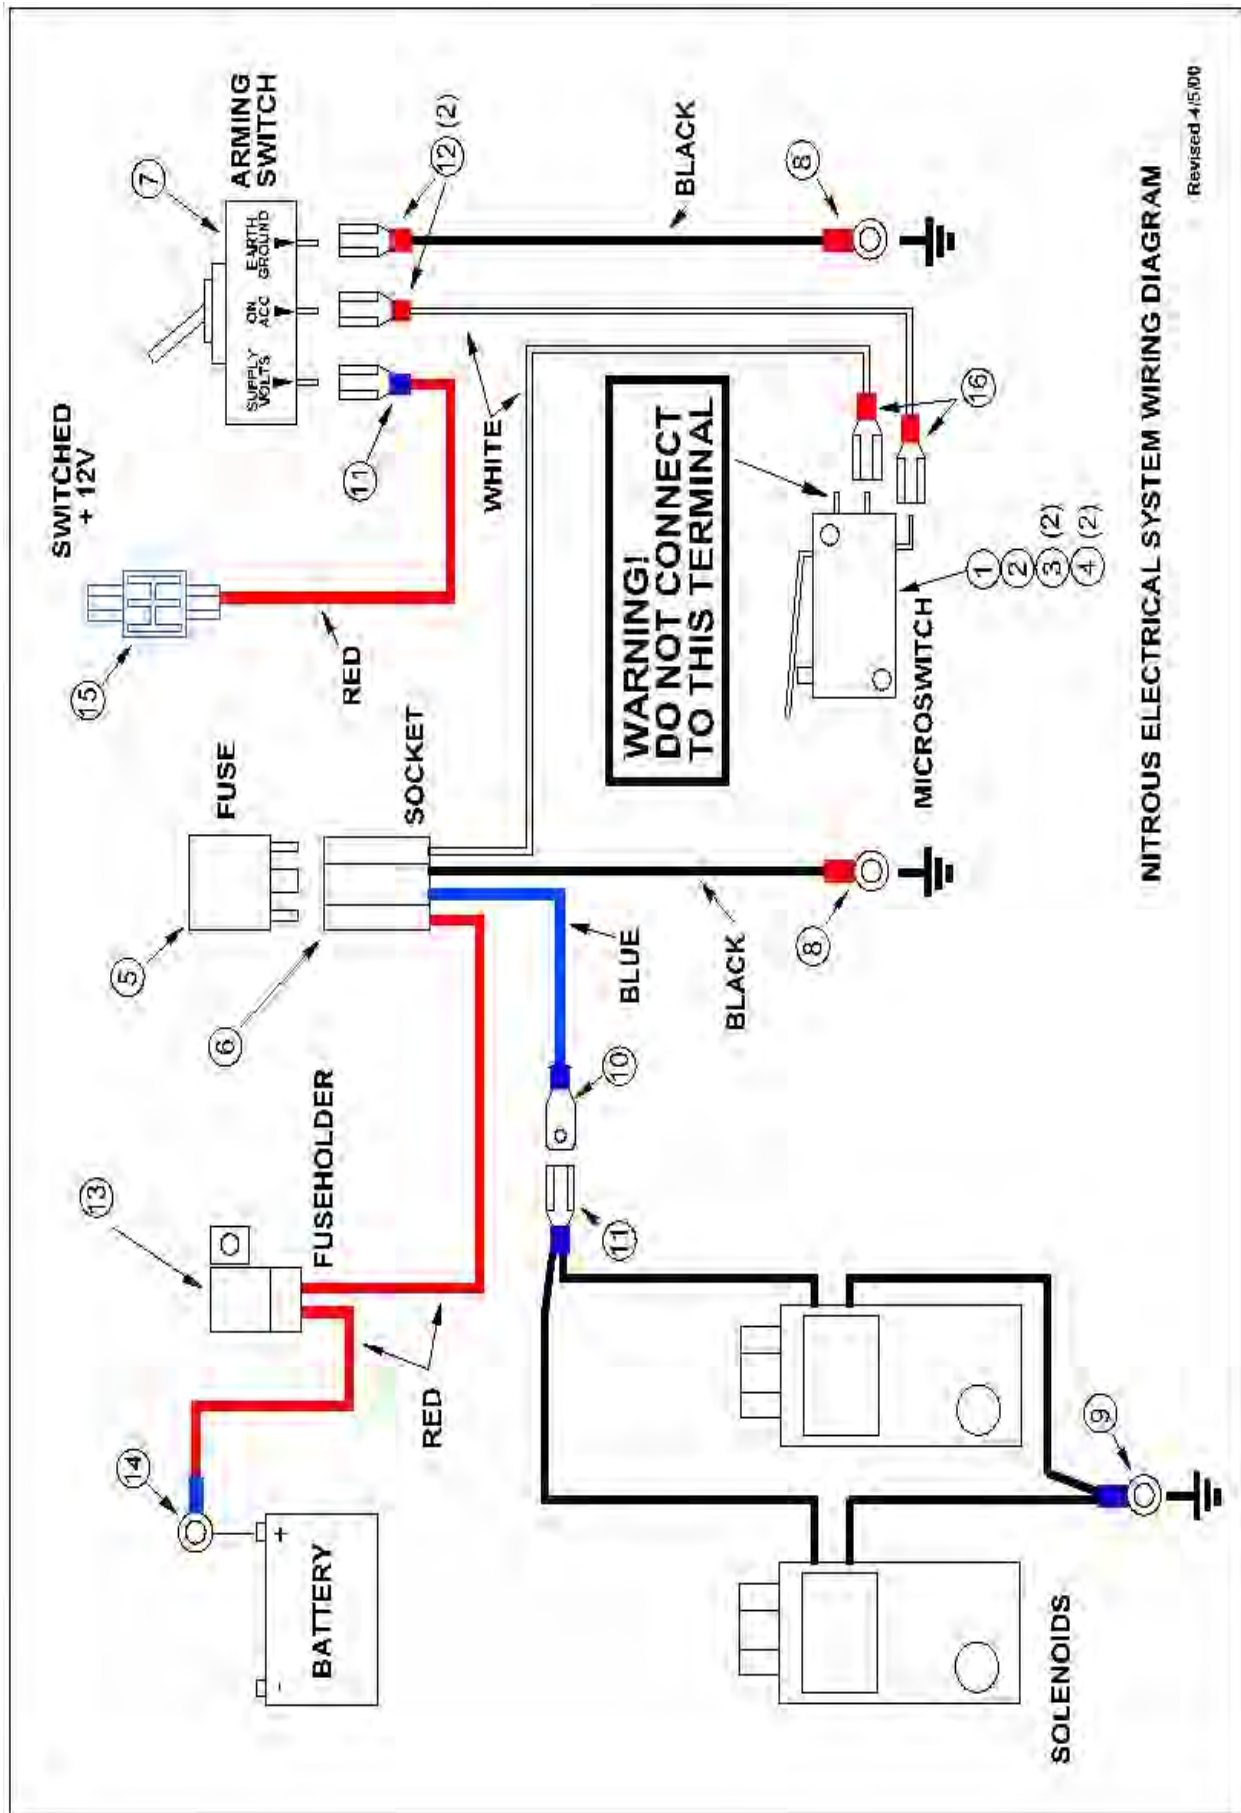 SWITCHED
+ 12V
15
RED
7
ARMING
SWITCH
SUPPLY
VOLTS
ON
ACC
EARTH
GROUND
11
12 (2)
WHITE
BLACK
8
5
FUSE
6
SOCKET
13
FUSEHOLDER
14
+
-
BATTERY
RED
BLUE
10
11
BLACK
8
WARNING!
DO NOT CONNECT
TO THIS TERMINAL
16
MICROSWITCH
1
2
3 (2)
4 (2)
9
SOLENOIDS
NITROUS ELECTRICAL SYSTEM WIRING DIAGRAM
Revised 4/5/00